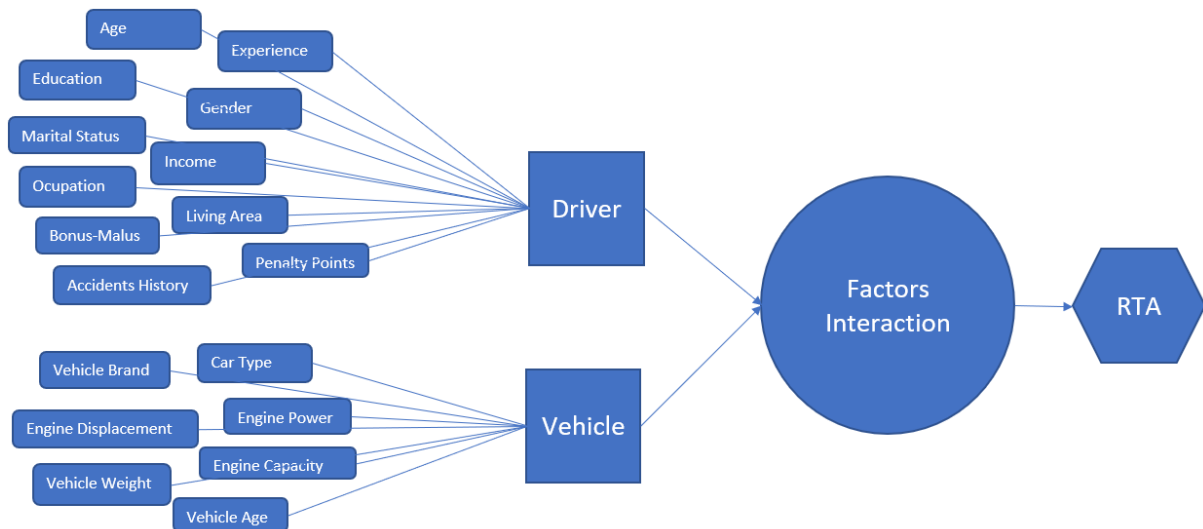 Age
Experience
Education
Gender
Marital Status
Income
Ocupation
Living Area
Bonus-Malus
Penalty Points
Accidents History
Driver
Factors
Interaction
RTA
Car Type
Vehicle Brand
Engine Power
Engine Displacement
Vehicle
Engine Capacity
Vehicle Weight
Vehicle Age